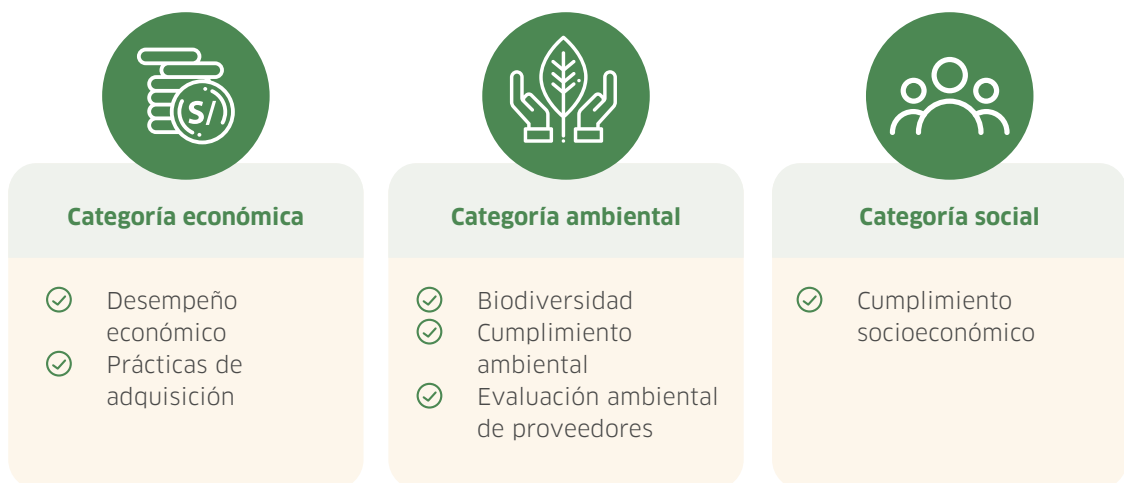 S/
Categoría económica
Desempeño
económico
Prácticas de
adquisición
Categoría ambiental
Biodiversidad
Cumplimiento
ambiental
Evaluación ambiental
de proveedores
Categoría social
Cumplimiento
socioeconómico